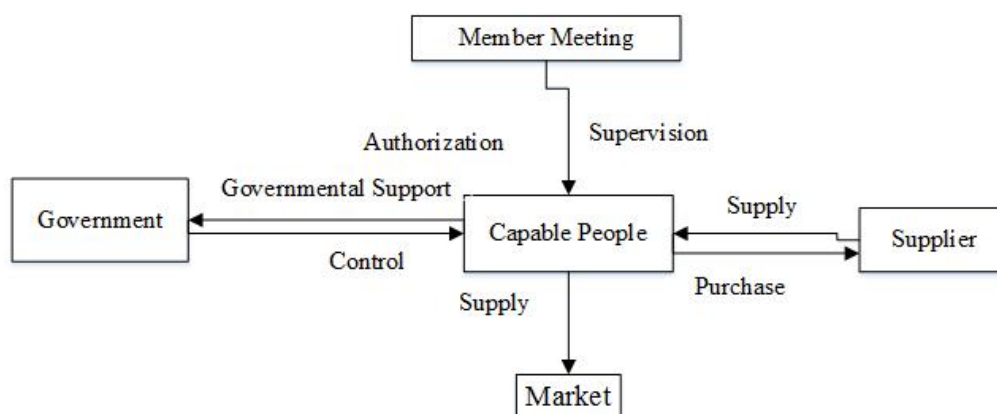 Member Meeting
Authorization
Supervision
Governmental Support
Supply
Government
Capable People
Supplier
Control
Purchase
Supply
Market